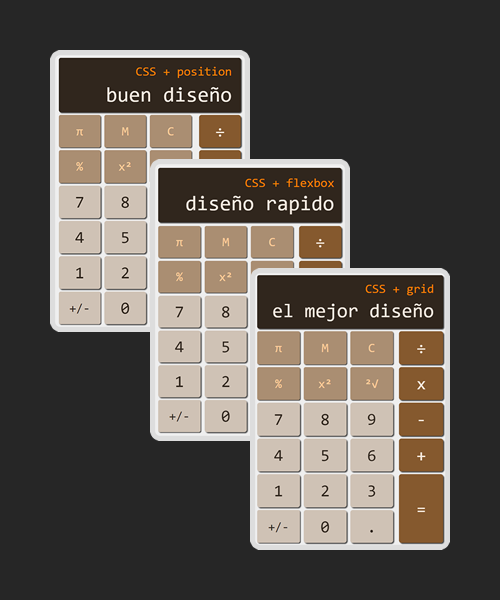 CSS + position
buen diseño
π M C ÷
% x²
7 8
4 5
1 2
+/- 0
CSS + flexbox
diseño rapido
π M C ÷
% x²
7 8
4 5
1 2
+/- 0
CSS + grid
el mejor diseño
π M C ÷
% x² ²√ x
7 8 9 -
4 5 6 +
1 2 3 =
+/- 0 .